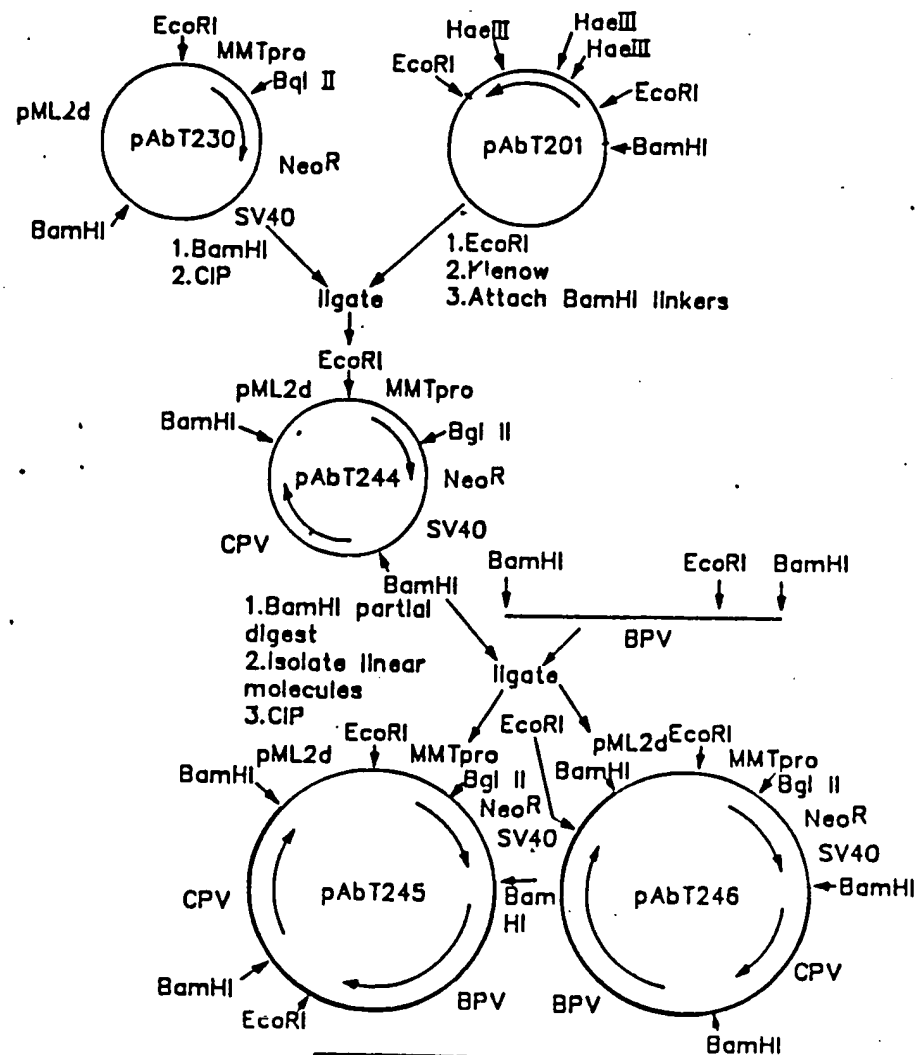 EcoRI
MMTpro
Bql II
pML2d
pAbT230
NeoR
BamHI
SV40
1.BamHI
2.CIP
HaeIII
HaeIII
HaeIII
EcoRI
EcoRI
pAbT201
BamHI
1.EcoRI
2.Klenow
3.Attach BamHI linkers
ligate
EcoRI
pML2d
MMTpro
BamHI
Bgl II
pAbT244
NeoR
CPV
SV40
BamHI
1.BamHI partial
digest
2.Isolate linear
molecules
3.CIP
BamHI
EcoRI
BamHI
BPV
ligate
EcoRI
pML2d
MMTpro
BamHI
Bgl II
NeoR
SV40
pAbT245
CPV
Bam
HI
BamHI
EcoRI
BPV
EcoRI
pML2d
EcoRI
MMTpro
BamHI
Bgl II
NeoR
SV40
pAbT246
BamHI
CPV
BPV
BamHI